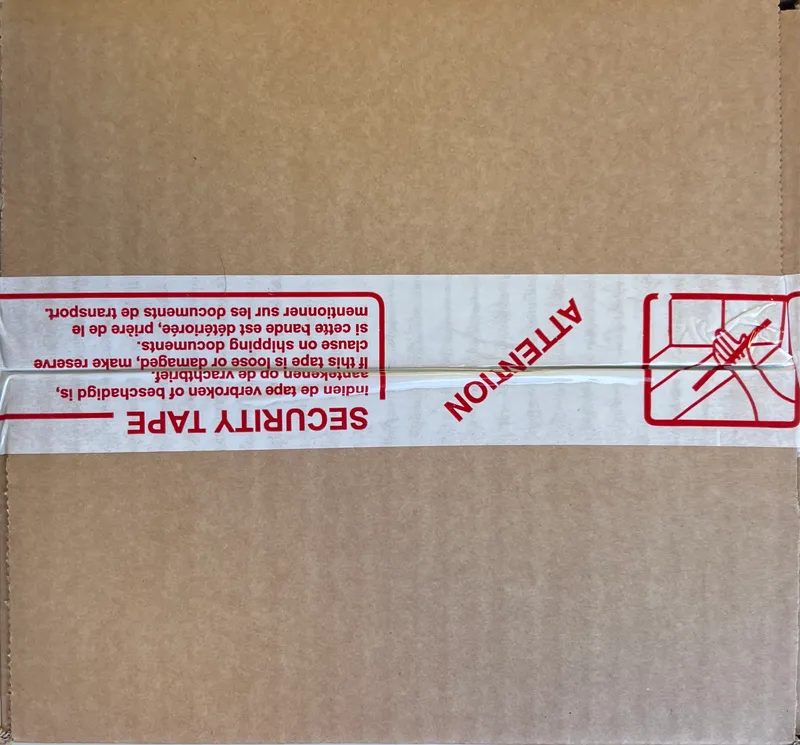 SECURITY TAPE
indien de tape verbroken of beschadigd is,
aantekenen op de vrachtbrief.
If this tape is loose or damaged, make reserve
clause on shipping documents.
si cette bande est détériorée, prière de le
mentionner sur les documents de transport.
ATTENTION